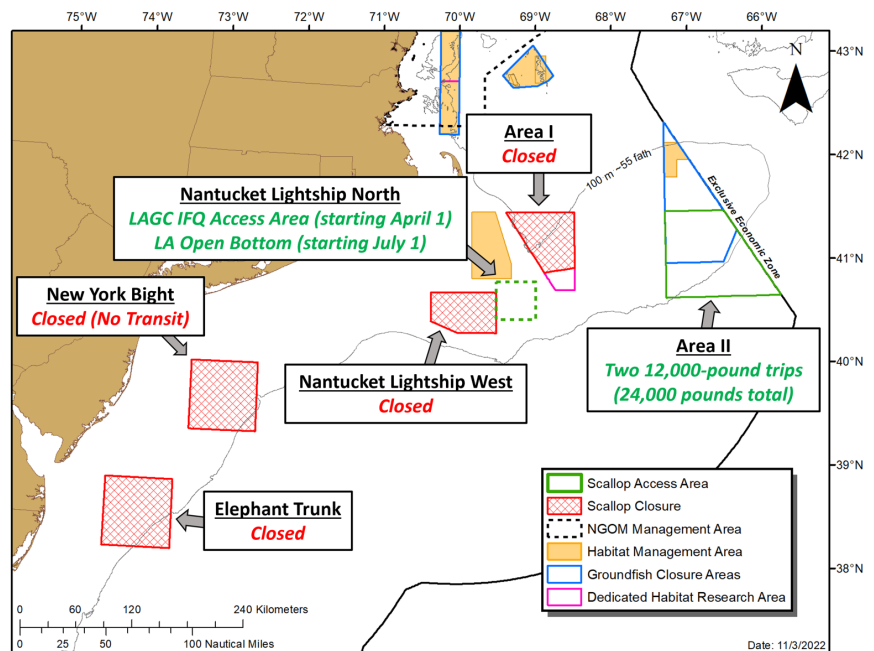 75°W 74°W 73°W 72°W 71°W 70°W 69°W 68°W 67°W 66°W
N
43°N
42°N
41°N
40°N
39°N
38°N
Area I
Closed
100 m ~55 fath
Exclusive Economic Zone
Nantucket Lightship North
LAGC IFQ Access Area (starting April 1)
LA Open Bottom (starting July 1)
New York Bight
Closed (No Transit)
Area II
Two 12,000-pound trips
(24,000 pounds total)
Nantucket Lightship West
Closed
Elephant Trunk
Closed
Scallop Access Area
Scallop Closure
NGOM Management Area
Habitat Management Area
Groundfish Closure Areas
Dedicated Habitat Research Area
0 60 120 240 Kilometers
0 25 50 100 Nautical Miles
Date: 11/3/2022